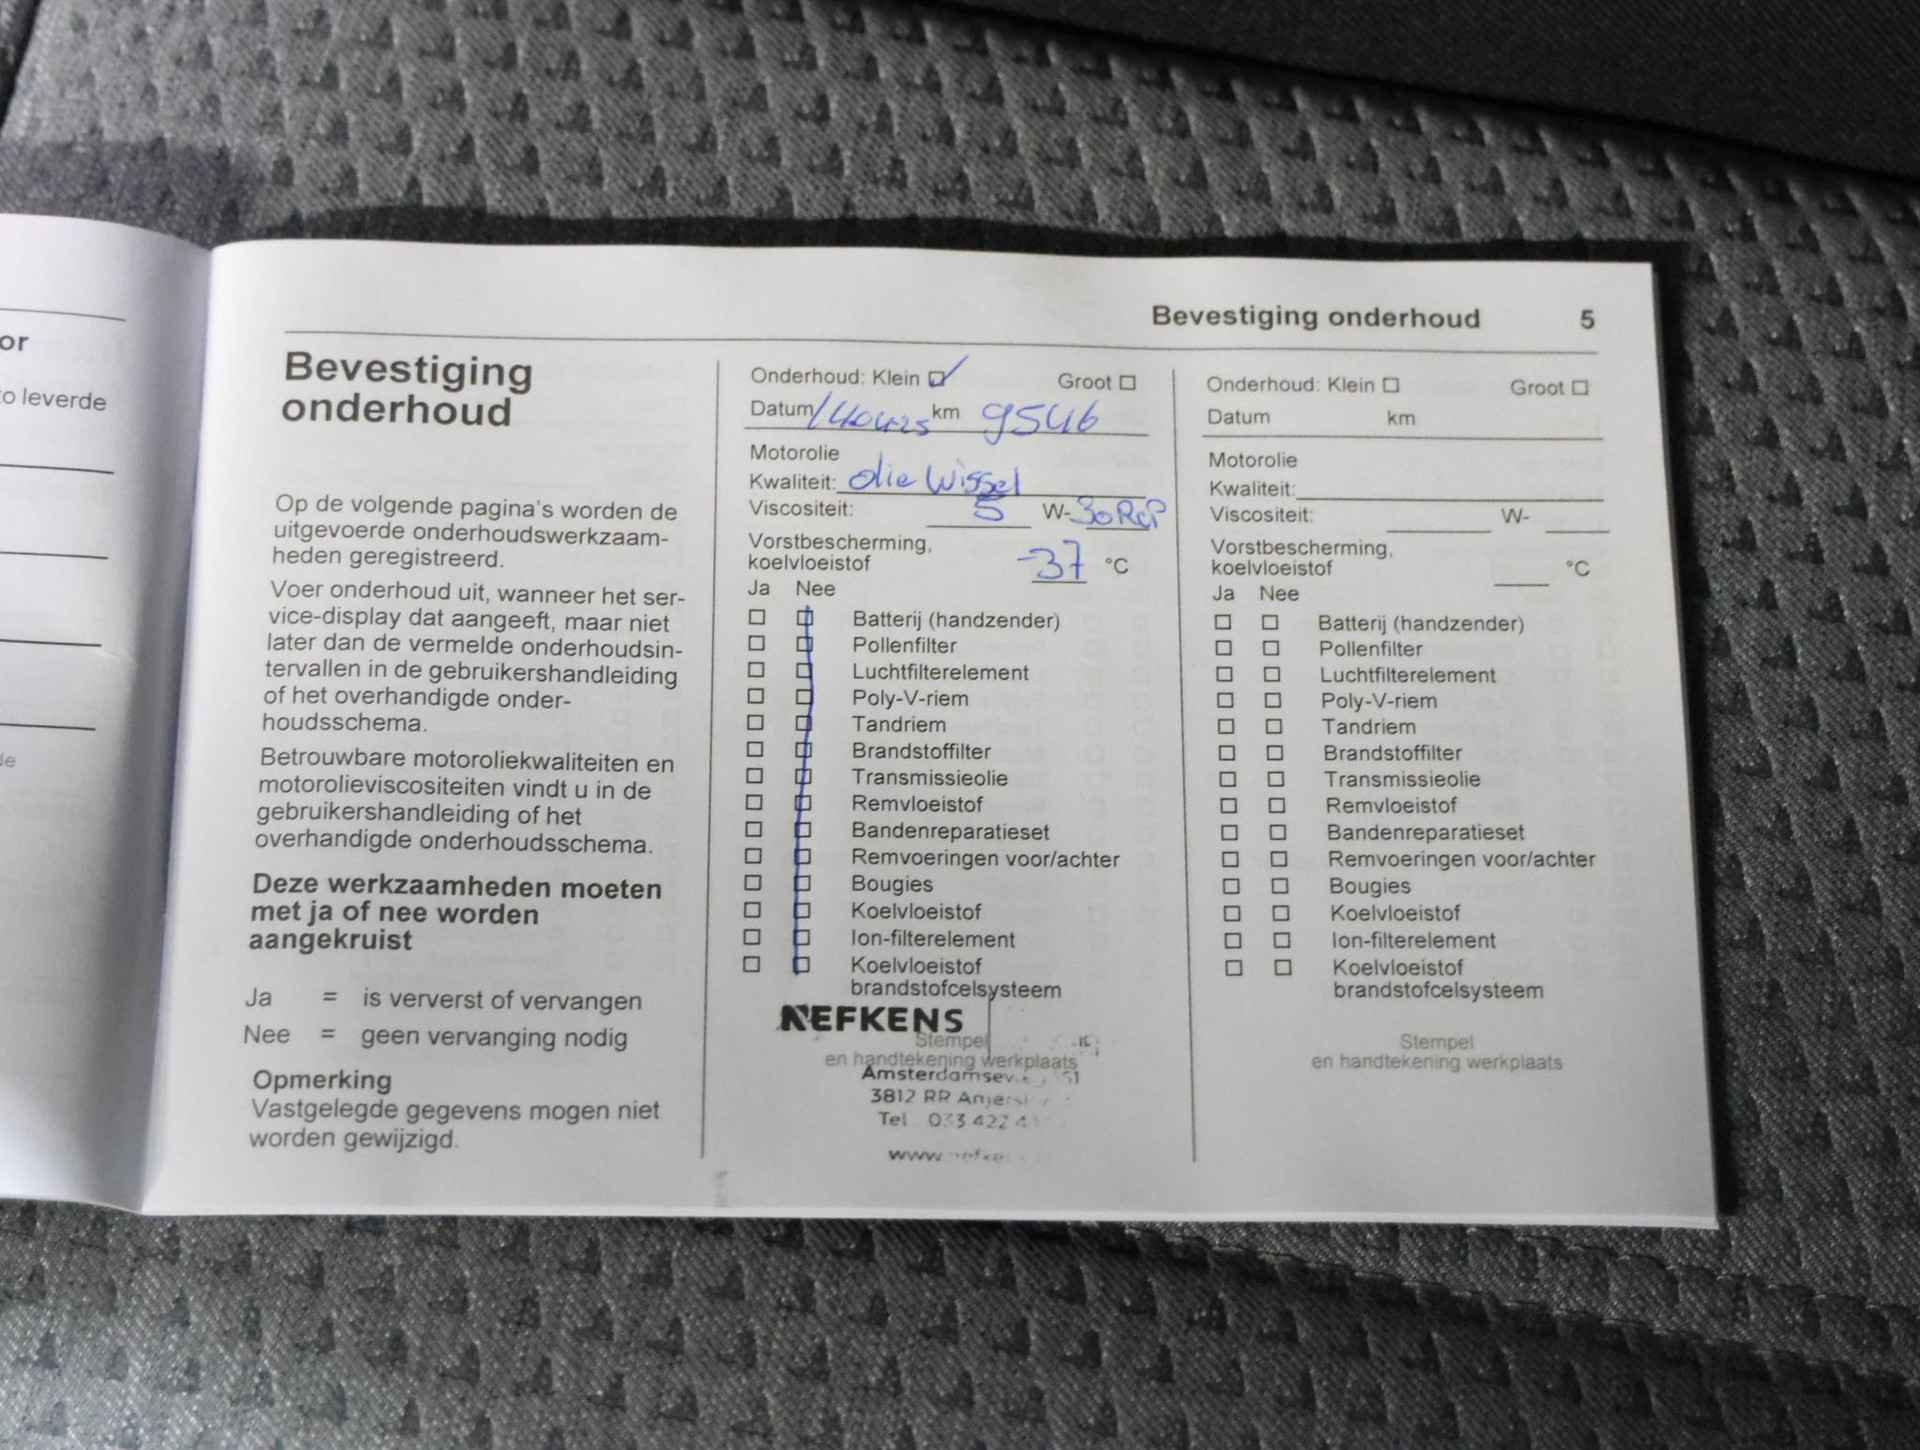 or
o leverde
de
Bevestiging onderhoud 5
Bevestiging
onderhoud
Op de volgende pagina's worden de
uitgevoerde onderhoudswerkzaam-
heden geregistreerd.
Voer onderhoud uit, wanneer het ser-
vice-display dat aangeeft, maar niet
later dan de vermelde onderhoudsin-
tervallen in de gebruikershandleiding
of het overhandigde onder-
houdsschema.
Betrouwbare motoroliekwaliteiten en
motorolieviscositeiten vindt u in de
gebruikershandleiding of het
overhandigde onderhoudsschema.
Deze werkzaamheden moeten
met ja of nee worden
aangekruist
Ja = is ververst of vervangen
Nee = geen vervanging nodig
Opmerking
Vastgelegde gegevens mogen niet
worden gewijzigd.
Onderhoud: Klein Groot
Datum km 9546
Motorolie
Kwaliteit: olie Wissel
Viscositeit: 5 W-30
Vorstbescherming,
koelvloeistof -37 °C
Ja Nee
Batterij (handzender)
Pollenfilter
Luchtfilterelement
Poly-V-riem
Tandriem
Brandstoffilter
Transmissieolie
Remvloeistof
Bandenreparatieset
Remvoeringen voor/achter
Bougies
Koelvloeistof
Ion-filterelement
Koelvloeistof
brandstofcelsysteem
NEFKENS
Stempel
en handtekening werkplaats
3812 RR
Tel 033 422
www
Onderhoud: Klein Groot
Datum km
Motorolie
Kwaliteit:
Viscositeit: W-
Vorstbescherming,
koelvloeistof °C
Ja Nee
Batterij (handzender)
Pollenfilter
Luchtfilterelement
Poly-V-riem
Tandriem
Brandstoffilter
Transmissieolie
Remvloeistof
Bandenreparatieset
Remvoeringen voor/achter
Bougies
Koelvloeistof
Ion-filterelement
Koelvloeistof
brandstofcelsysteem
Stempel
en handtekening werkplaats